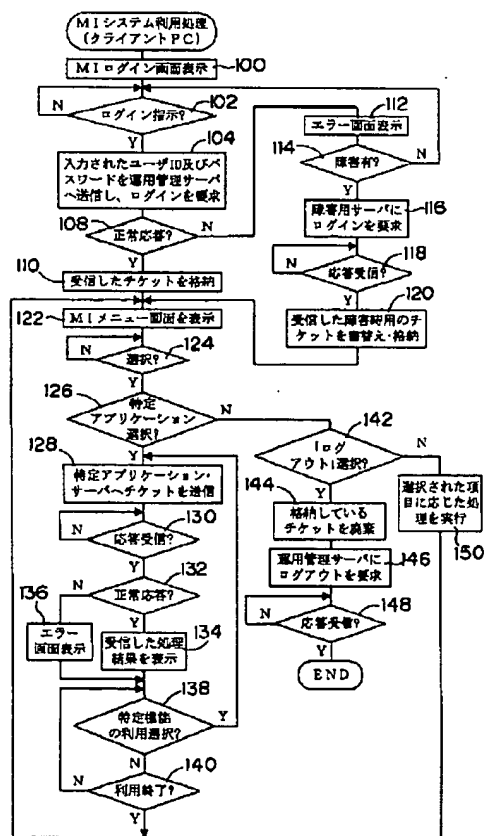 MIシステム利用処理
(クライアントPC)
MIログイン画面表示
100
N
ログイン指示?
102
Y
104
入力されたユーザID及びパ
スワードを運用管理サーバ
へ送信し、ログインを要求
108
正常応答?
N
Y
110
受信したチケットを格納
112
エラー画面表示
114
障害有?
N
Y
障害用サーバに
ログインを要求
116
118
N
応答受信?
Y
120
受信した障害時用の
チケットを書替え・格納
122
MIメニュー画面を表示
124
N
選択?
Y
126
特定
アプリケーション
選択?
N
Y
128
特定アプリケーション・
サーバへチケットを送信
130
N
応答受信?
Y
132
N
正常応答?
Y
136
エラー
画面表示
134
受信した処理
結果を表示
138
特定機能
の利用選択?
Y
N
140
N
利用終了?
Y
142
「ログ
アウト」選択?
N
Y
144
格納している
チケットを廃棄
運用管理サーバに
ログアウトを要求
146
148
N
応答受信?
Y
END
選択された項
目に応じた処
理を実行
150